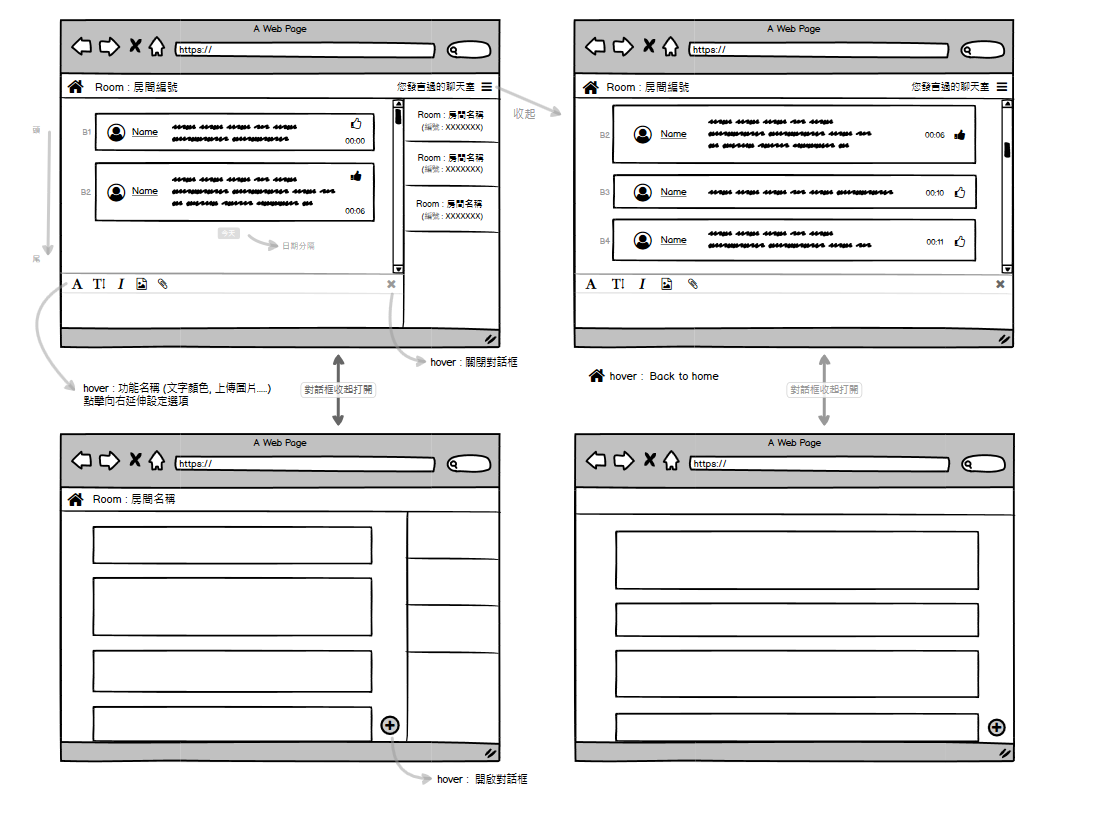 A Web Page
https://
Room : 房間編號
您發言過的聊天室
頭
尾
B1
Name
00:00
B2
Name
00:06
今天
日期分隔
Room : 房間名稱
(編號 : XXXXXXX)
Room : 房間名稱
(編號 : XXXXXXX)
Room : 房間名稱
(編號 : XXXXXXX)
收起
A T I
hover : 關閉對話框
hover : 功能名稱 (文字顏色, 上傳圖片.....)
點擊向右延伸設定選項
對話框收起打開
A Web Page
https://
Room : 房間編號
您發言過的聊天室
B2
Name
00:06
B3
Name
00:10
B4
Name
00:11
A T I
hover : Back to home
對話框收起打開
A Web Page
https://
Room : 房間名稱
hover : 開啟對話框
A Web Page
https://